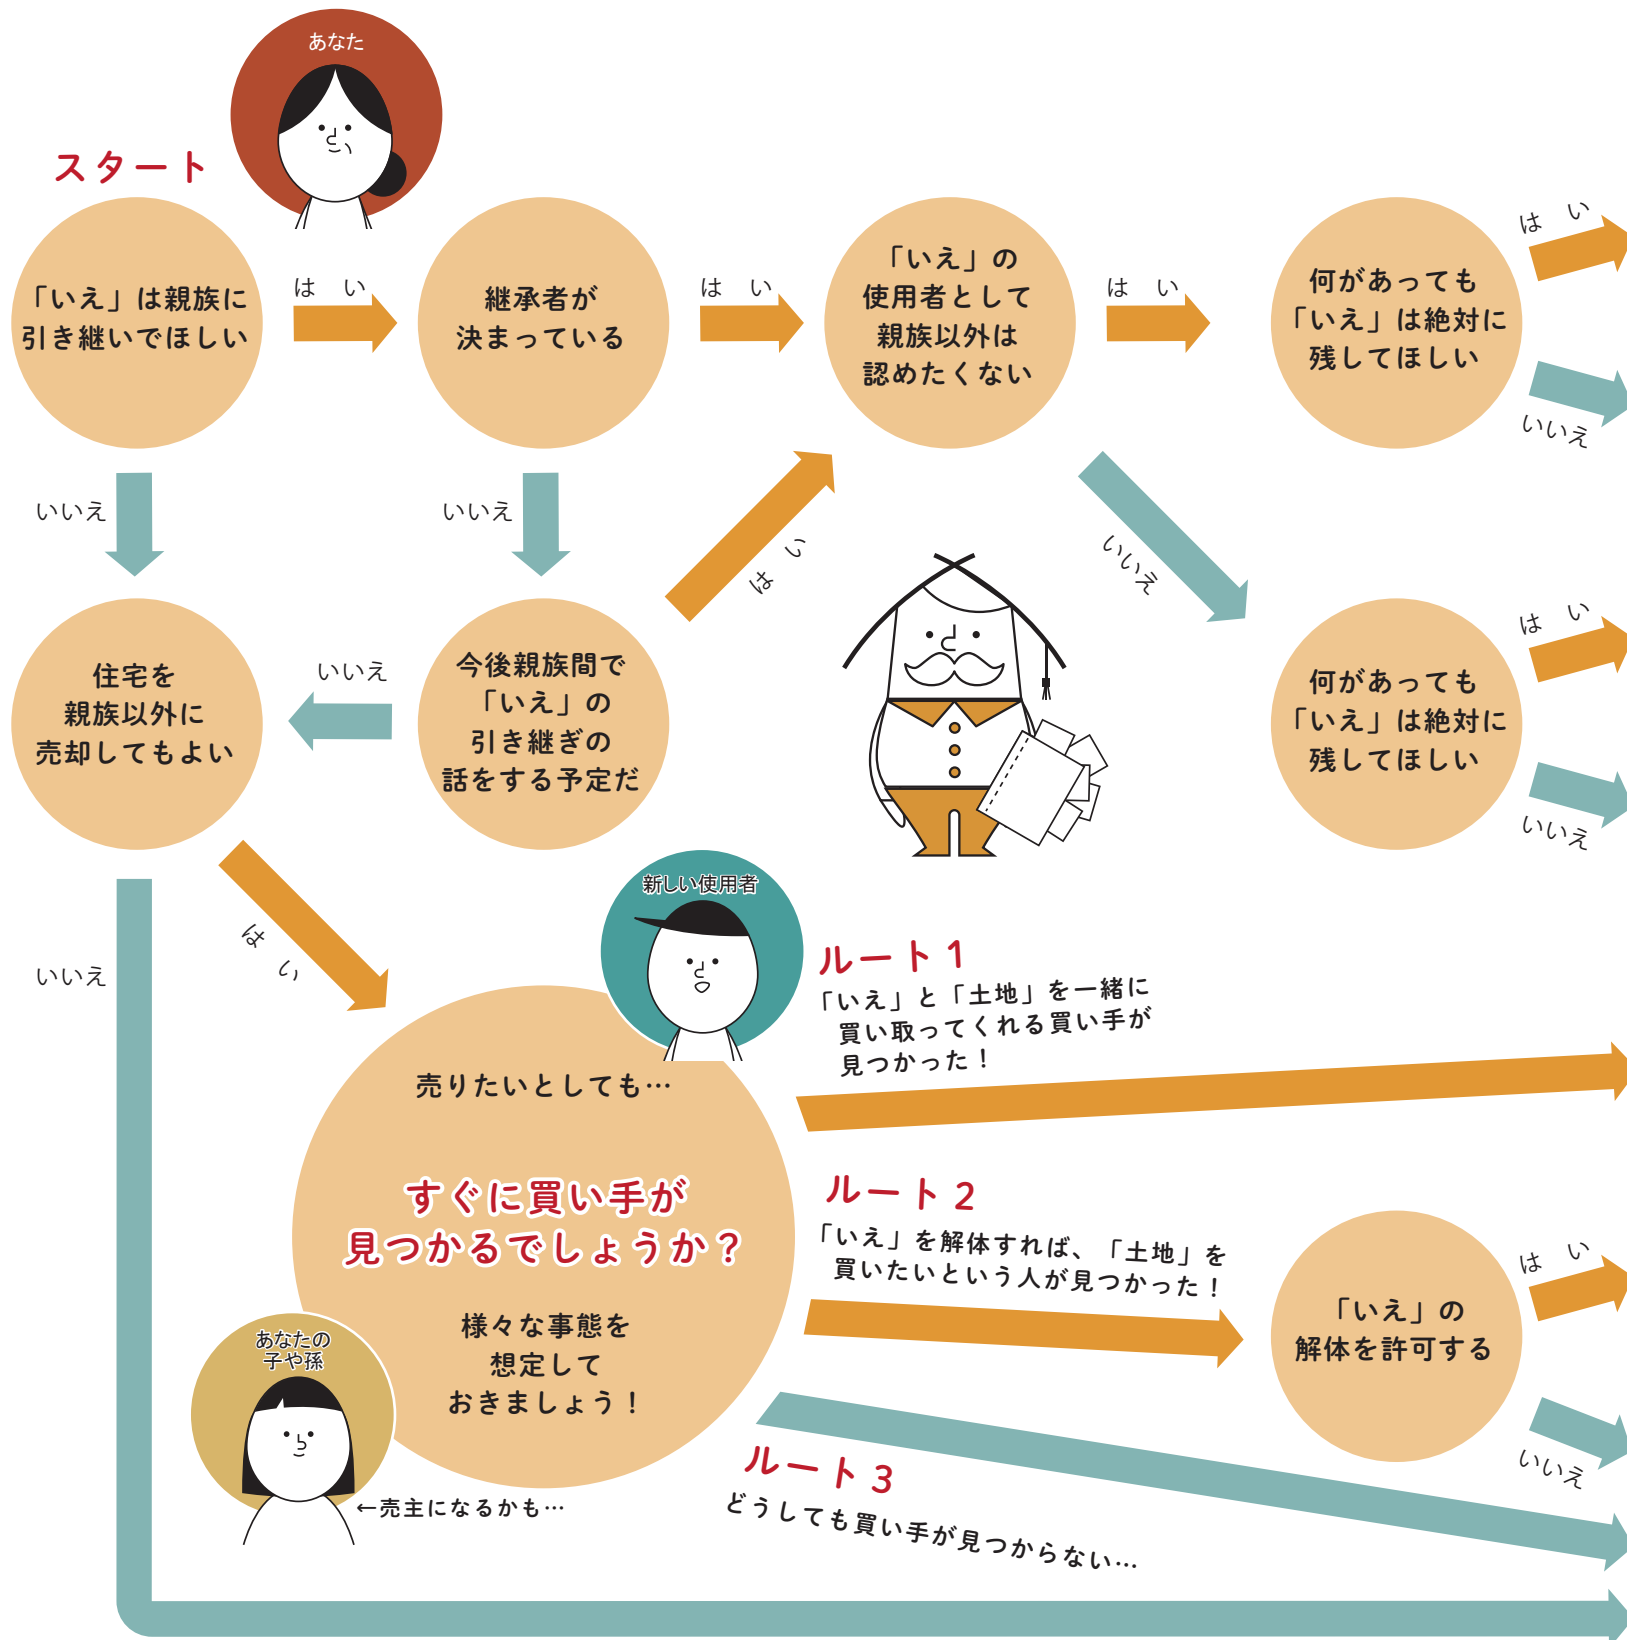 あなた
スタート
「いえ」は親族に
引き継いでほしい
はい
継承者が
決まっている
はい
「いえ」の
使用者として
親族以外は
認めたくない
はい
何があっても
「いえ」は絶対に
残してほしい
はい
いいえ
いいえ
いいえ
はい
いいえ
住宅を
親族以外に
売却してもよい
いいえ
今後親族間で
「いえ」の
引き継ぎの
話をする予定だ
何があっても
「いえ」は絶対に
残してほしい
はい
いいえ
はい
いいえ
新しい使用者
売りたいとしても…
すぐに買い手が
見つかるでしょうか？
様々な事態を
想定して
おきましょう！
あなたの
子や孫
←売主になるかも…
ルート1
「いえ」と「土地」を一緒に
買い取ってくれる買い手が
見つかった！
ルート2
「いえ」を解体すれば、「土地」を
買いたいという人が見つかった！
「いえ」の
解体を許可する
はい
いいえ
ルート3
どうしても買い手が見つからない…